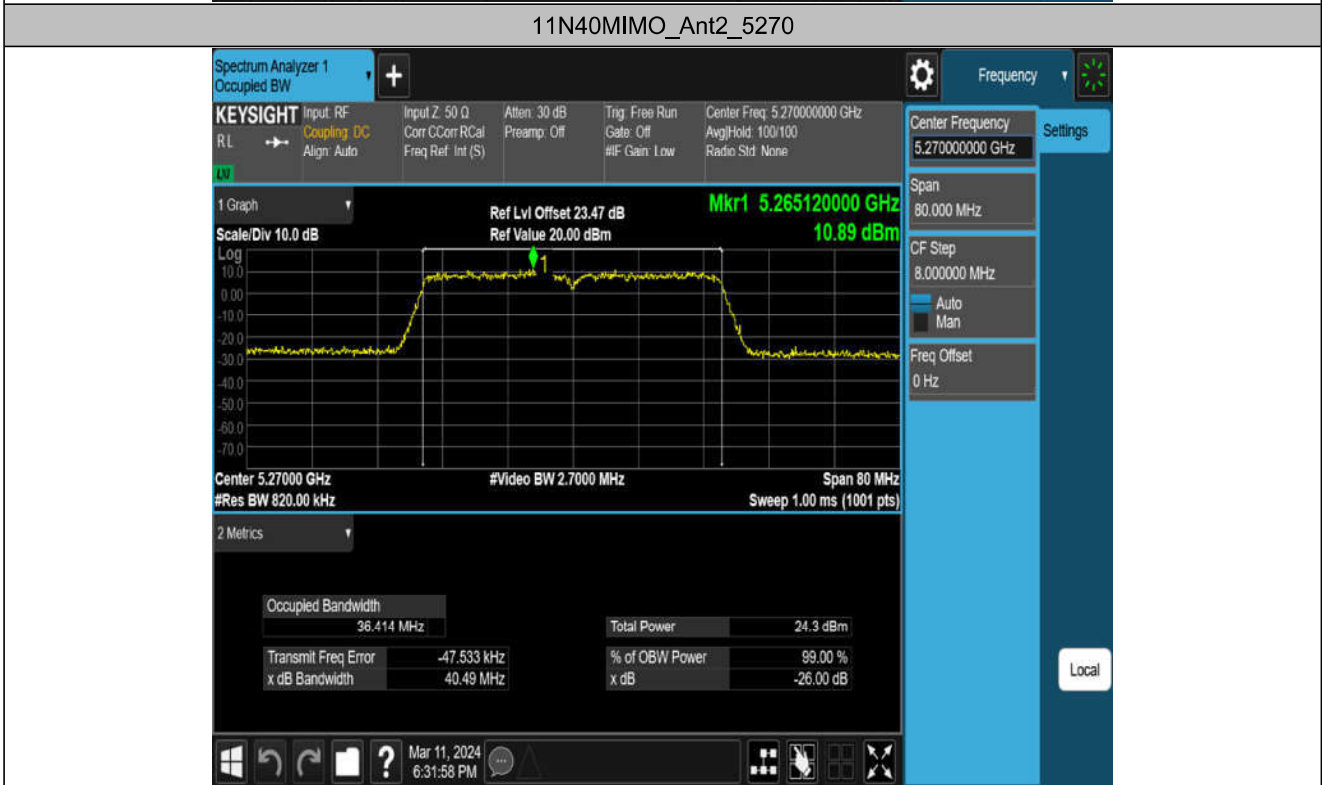 11N40MIMO_Ant2_5270
Spectrum Analyzer 1
Occupied BW
Frequency
KEYSIGHT
RL
LXI
Input: RF
Coupling: DC
Align: Auto
Input Z: 50 Ω
Corr CCorr RCal
Freq Ref: Int (S)
Atten: 30 dB
Preamp: Off
Trig: Free Run
Gate: Off
#IF Gain: Low
Center Freq: 5.270000000 GHz
Avg|Hold: 100/100
Radio Std: None
Center Frequency
5.270000000 GHz
Settings
Span
80.000 MHz
CF Step
8.000000 MHz
Auto
Man
Freq Offset
0 Hz
Local
1 Graph
Scale/Div 10.0 dB
Ref Lvl Offset 23.47 dB
Ref Value 20.00 dBm
Mkr1 5.265120000 GHz
10.89 dBm
Log
1
10.0
0.00
-10.0
-20.0
-30.0
-40.0
-50.0
-60.0
-70.0
Center 5.27000 GHz
#Video BW 2.7000 MHz
Span 80 MHz
#Res BW 820.00 kHz
Sweep 1.00 ms (1001 pts)
2 Metrics
Occupied Bandwidth
36.414 MHz
Total Power 24.3 dBm
Transmit Freq Error -47.533 kHz
% of OBW Power 99.00 %
x dB Bandwidth 40.49 MHz
x dB -26.00 dB
Mar 11, 2024
6:31:58 PM